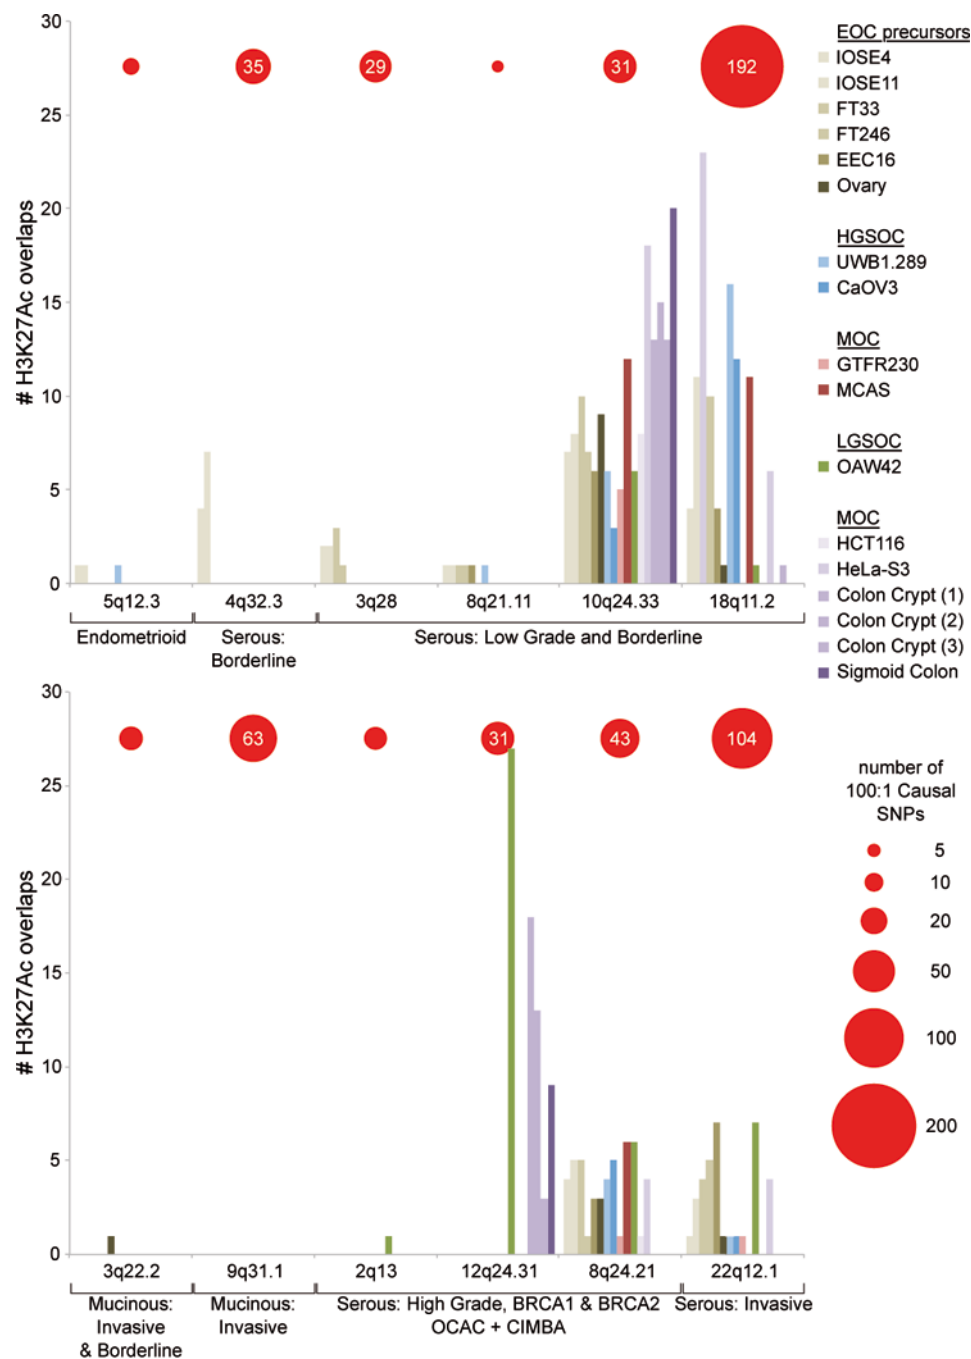 30
25
20
15
10
5
0
# H3K27Ac overlaps
35
29
31
192
5q12.3
4q32.3
3q28
8q21.11
10q24.33
18q11.2
Endometrioid
Serous:
Borderline
Serous: Low Grade and Borderline
EOC precursors
IOSE4
IOSE11
FT33
FT246
EEC16
Ovary
HGSOC
UWB1.289
CaOV3
MOC
GTFR230
MCAS
LGSOC
OAW42
MOC
HCT116
HeLa-S3
Colon Crypt (1)
Colon Crypt (2)
Colon Crypt (3)
Sigmoid Colon
30
25
20
15
10
5
0
# H3K27Ac overlaps
63
31
43
104
3q22.2
9q31.1
2q13
12q24.31
8q24.21
22q12.1
Mucinous:
Invasive
& Borderline
Mucinous:
Invasive
Serous: High Grade, BRCA1 & BRCA2
OCAC + CIMBA
Serous: Invasive
number of
100:1 Causal
SNPs
5
10
20
50
100
200